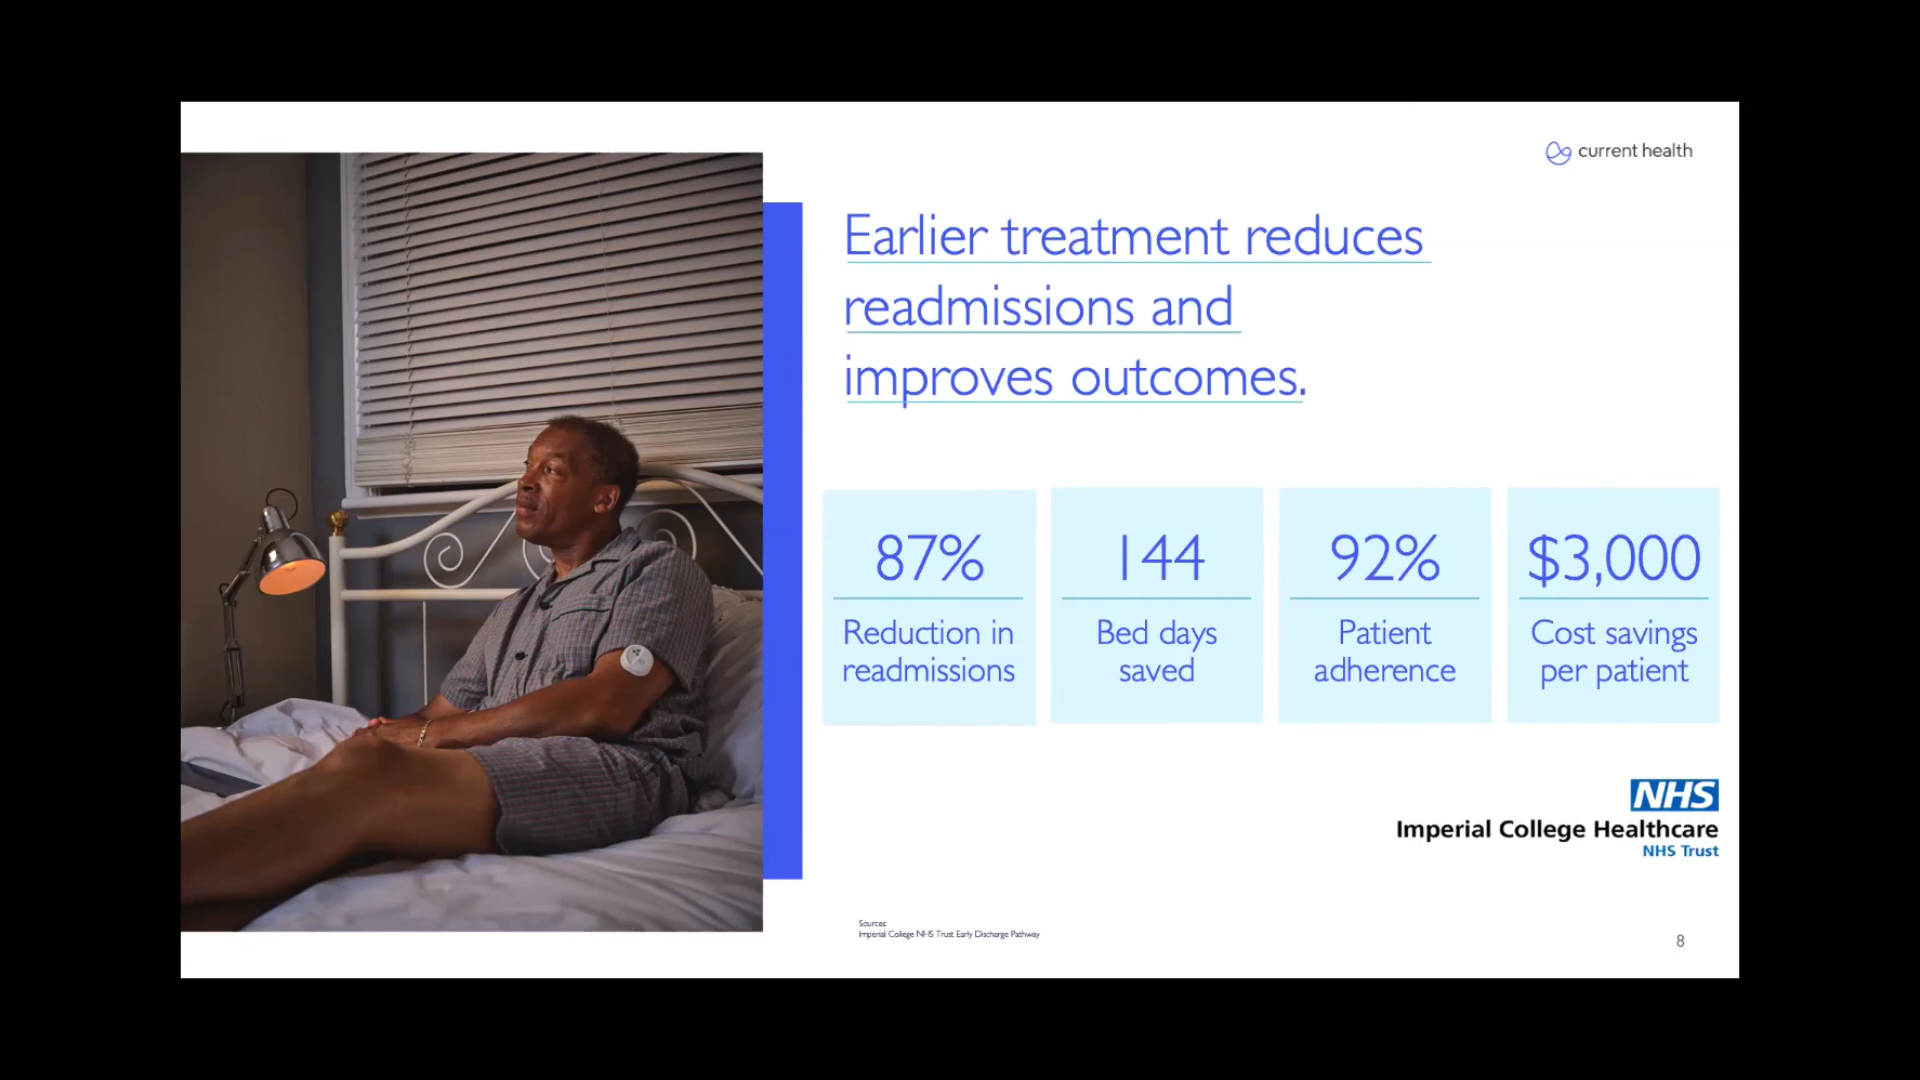 current health
Earlier treatment reduces
readmissions and
improves outcomes.
87%
Reduction in
readmissions
144
Bed days
saved
92%
Patient
adherence
$3,000
Cost savings
per patient
NHS
Imperial College Healthcare
NHS Trust
Sources:
Imperial College NHS Trust Early Discharge Pathway
8